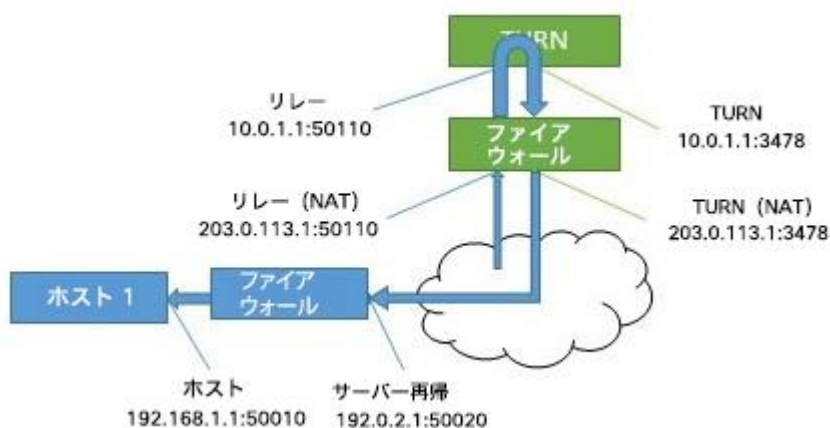 TURN
リレー
10.0.1.1:50110
TURN
10.0.1.1:3478
ファイア
ウォール
リレー（NAT）
203.0.113.1:50110
TURN（NAT）
203.0.113.1:3478
ホスト 1
ファイア
ウォール
ホスト
192.168.1.1:50010
サーバー再帰
192.0.2.1:50020